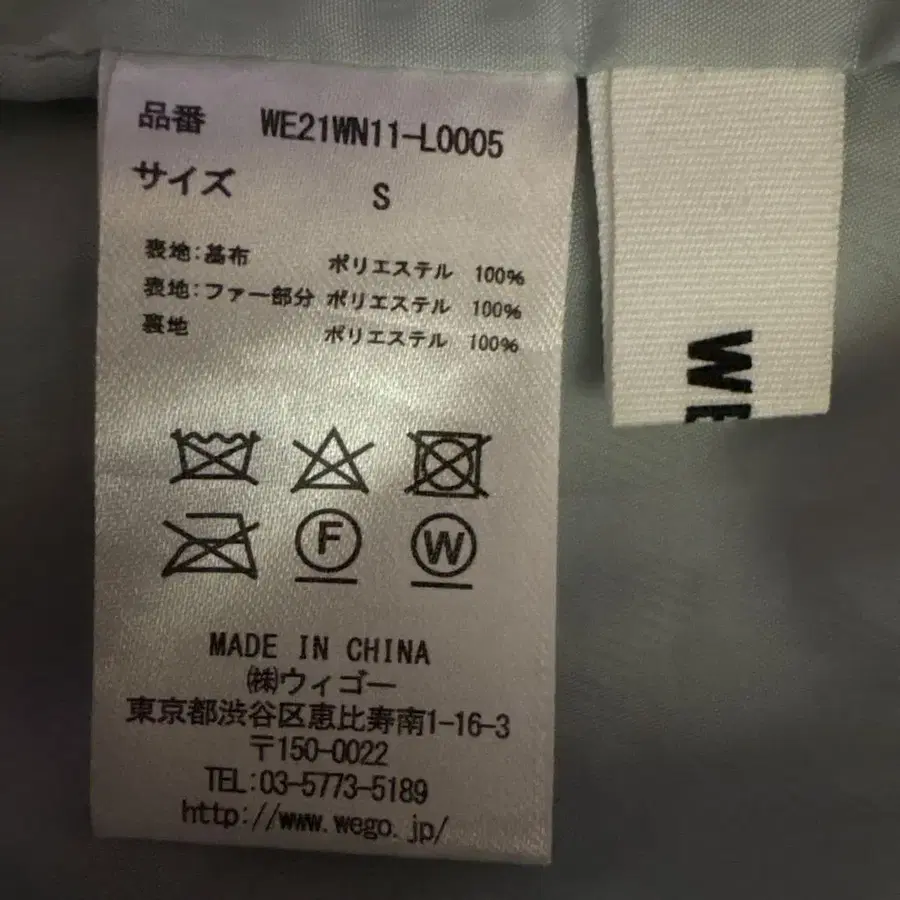 品番 WE21WN11-L0005
サイズ S
表地:基布 ポリエステル 100%
表地:ファー部分 ポリエステル 100%
裏地 ポリエステル 100%
F W
MADE IN CHINA
㈱ウィゴー
東京都渋谷区恵比寿南1-16-3
〒150-0022
TEL:03-5773-5189
http://www.wego.jp/
WE